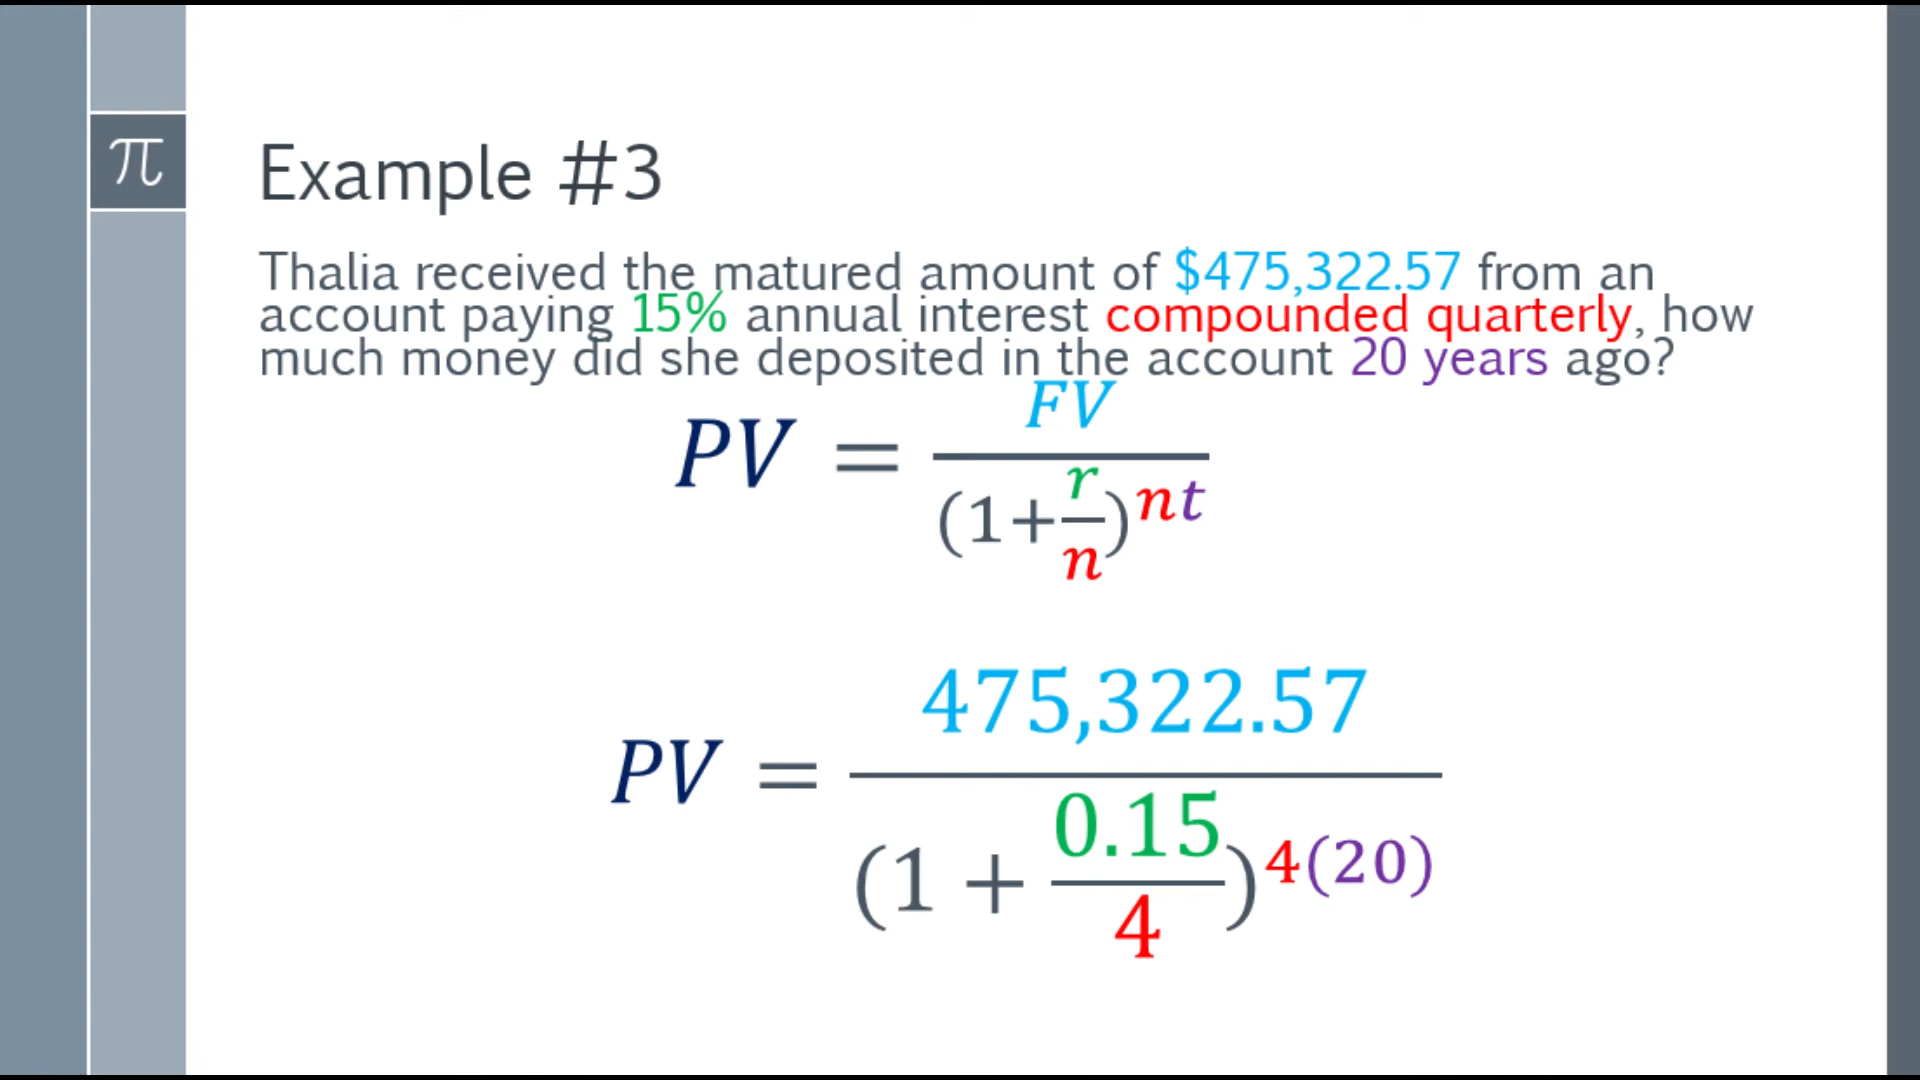 π
Example #3
Thalia received the matured amount of $475,322.57 from an
account paying 15% annual interest compounded quarterly, how
much money did she deposited in the account 20 years ago?
PV = FV / (1+r/n)^nt
PV = 475,322.57 / (1 + 0.15/4)^4(20)